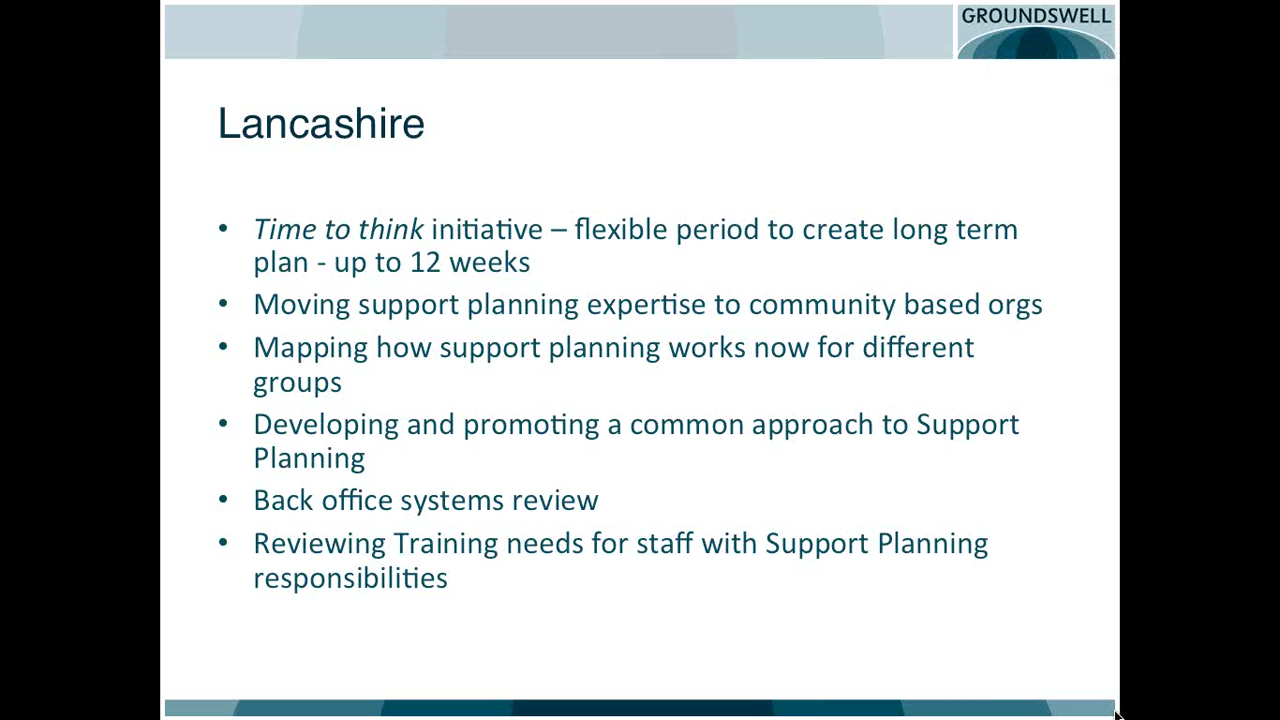 GROUNDSWELL
Lancashire
• Time to think initiative – flexible period to create long term
plan - up to 12 weeks
• Moving support planning expertise to community based orgs
• Mapping how support planning works now for different
groups
• Developing and promoting a common approach to Support
Planning
• Back office systems review
• Reviewing Training needs for staff with Support Planning
responsibilities